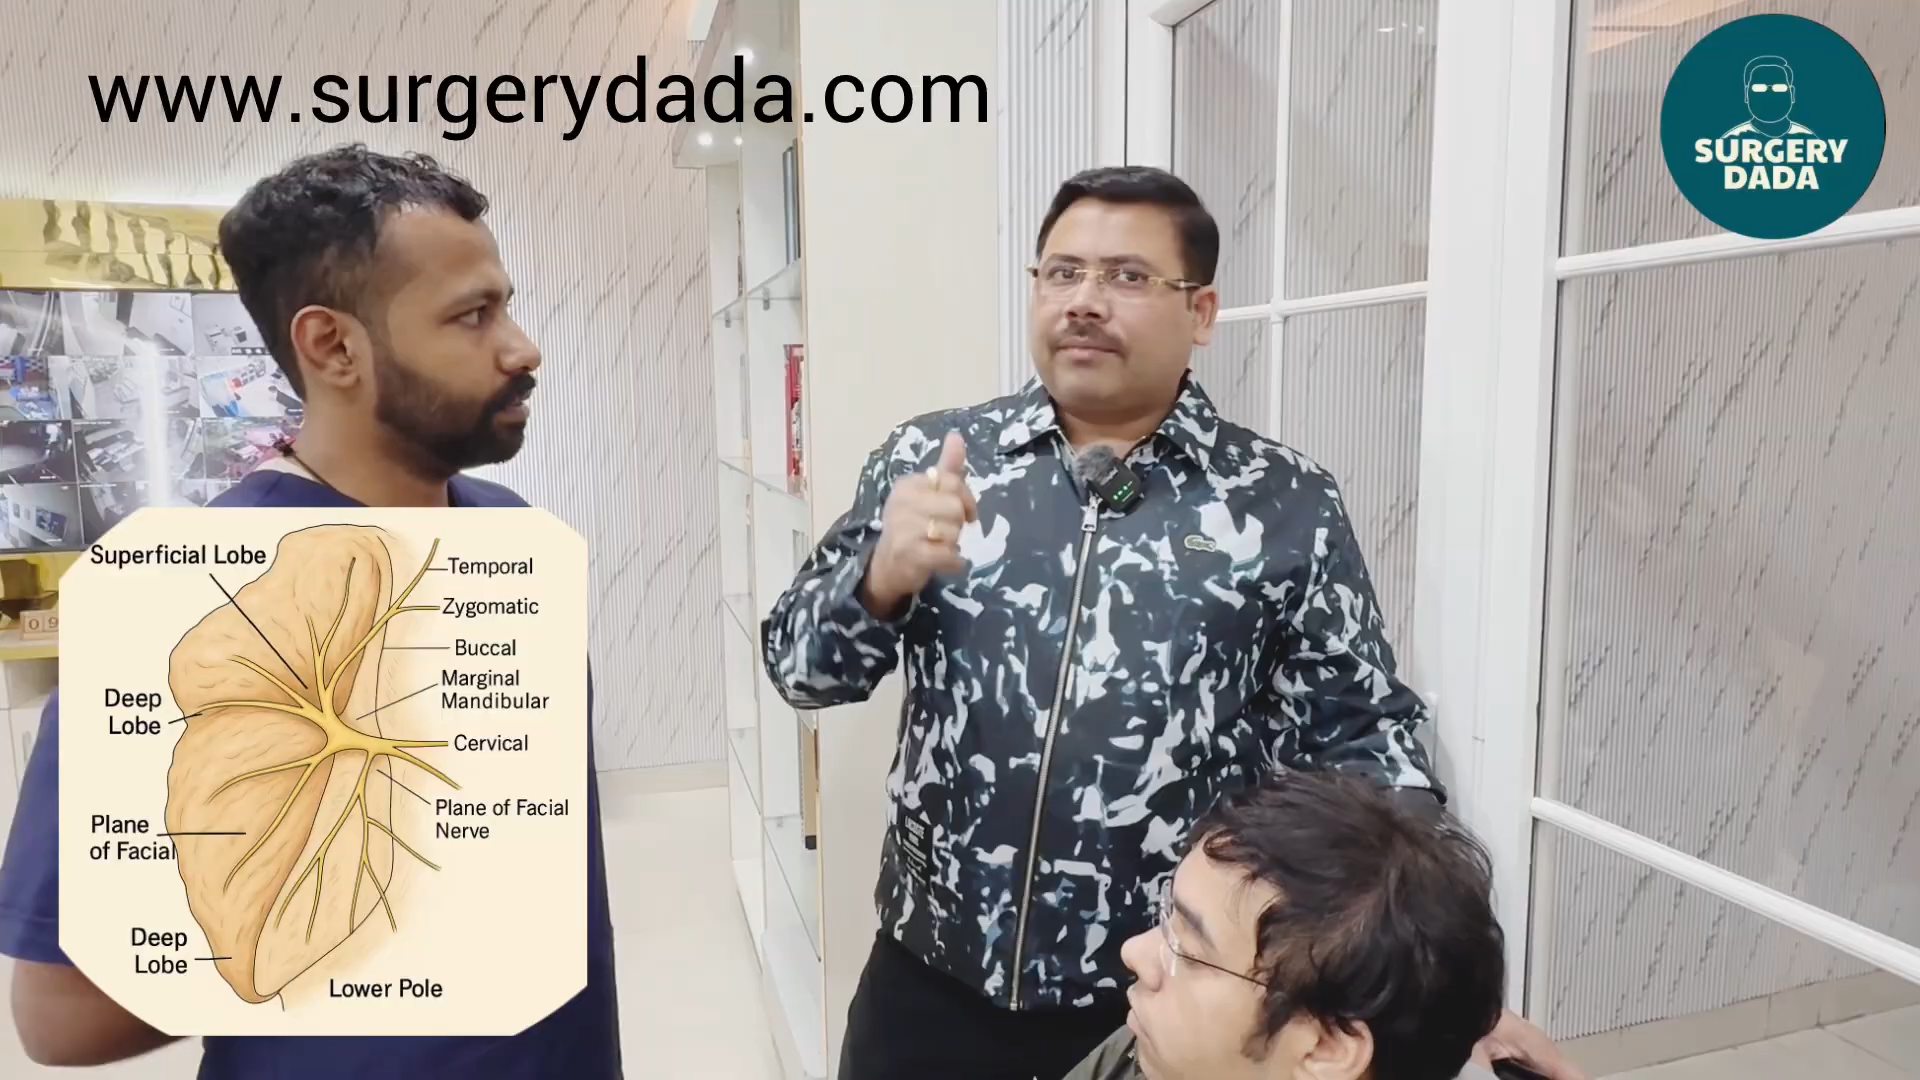 www.surgerydada.com
SURGERY
DADA
Superficial Lobe
Temporal
Zygomatic
Buccal
Marginal
Mandibular
Deep
Lobe
Cervical
Plane of Facial
Nerve
Plane
of Facial
Deep
Lobe
Lower Pole